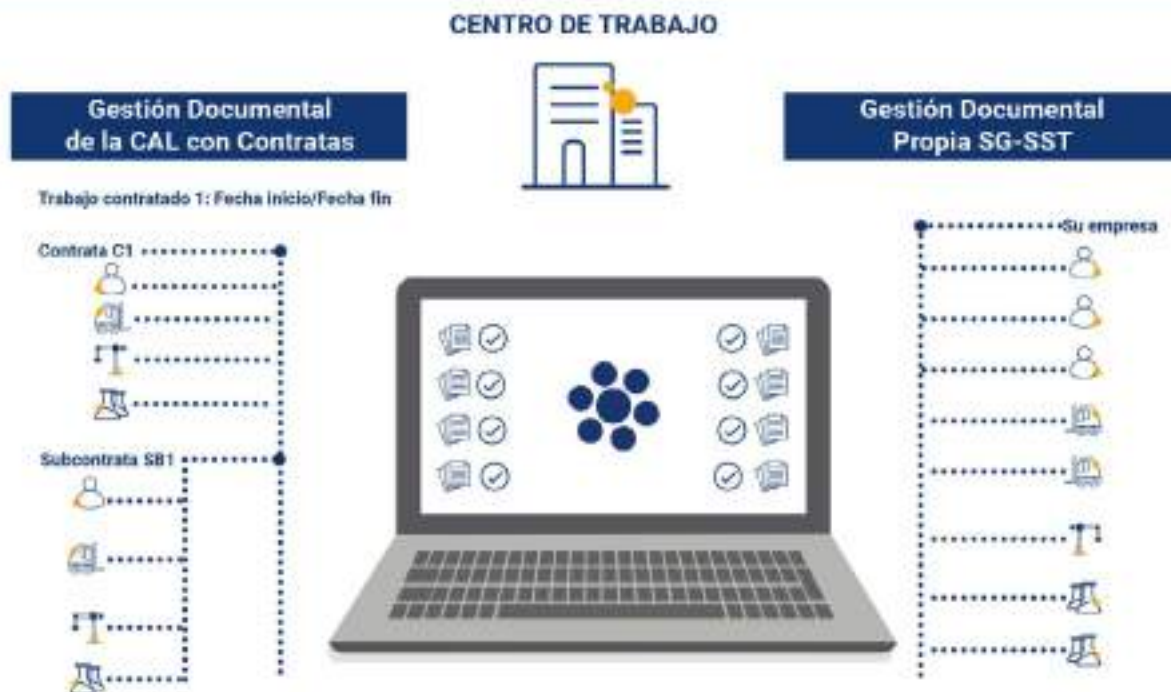 CENTRO DE TRABAJO
Gestión Documental
de la CAL con Contratas
Gestión Documental
Propia SG-SST
Trabajo contratado 1: Fecha inicio/Fecha fin
Su empresa
Contrata C1
Subcontrata SB1